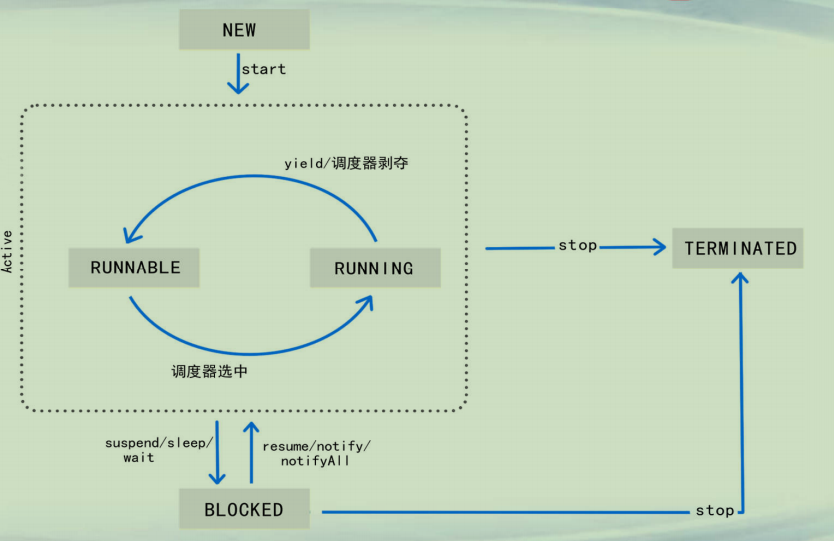 NEW
start
yield/调度器剥夺
Active
RUNNABLE
RUNNING
stop
TERMINATED
调度器选中
suspend/sleep/
wait
resume/notify/
notifyAll
BLOCKED
stop